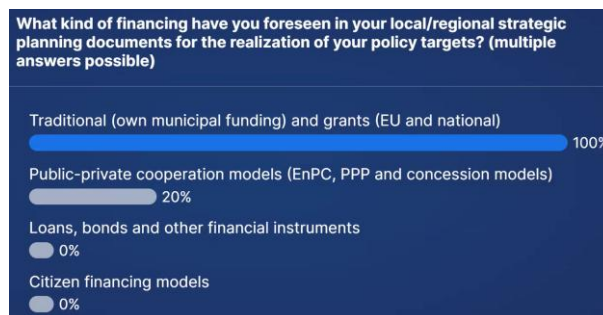 What kind of financing have you foreseen in your local/regional strategic
planning documents for the realization of your policy targets? (multiple
answers possible)
Traditional (own municipal funding) and grants (EU and national)
100%
Public-private cooperation models (EnPC, PPP and concession models)
20%
Loans, bonds and other financial instruments
0%
Citizen financing models
0%